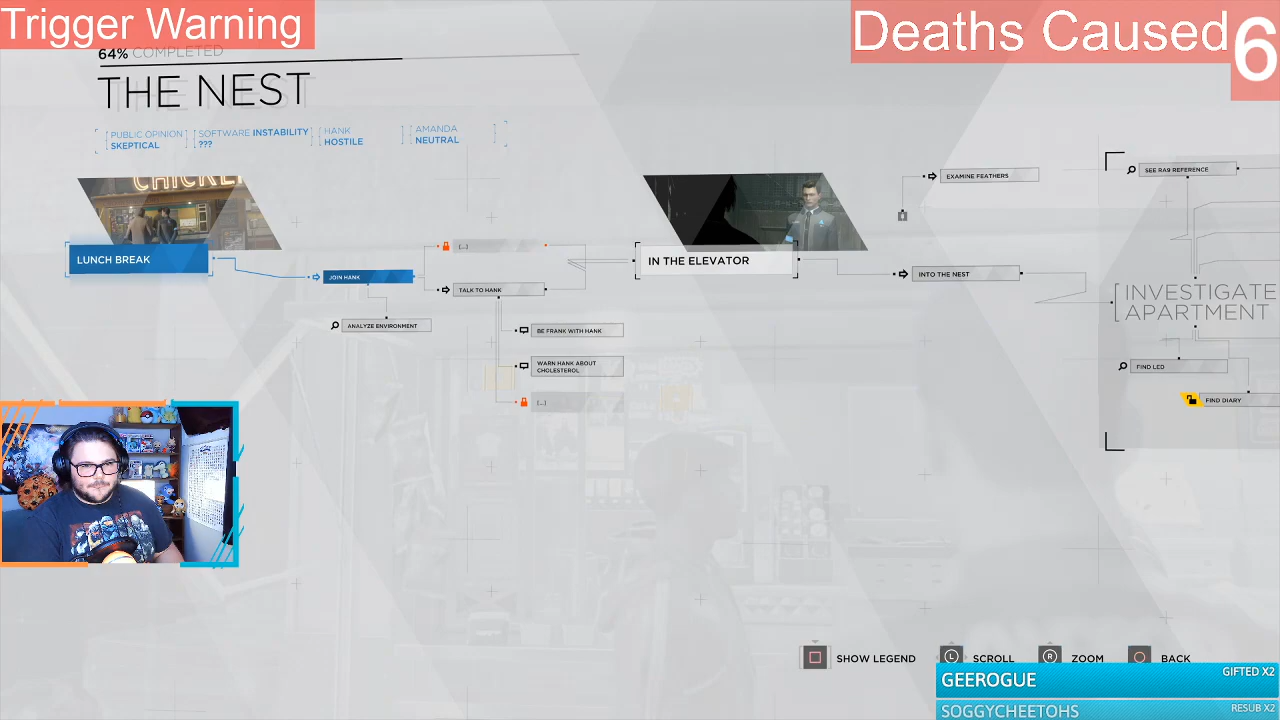 Trigger Warning
Deaths Caused 6
64% COMPLETED
THE NEST
PUBLIC OPINION
SKEPTICAL
SOFTWARE INSTABILITY
???
HANK
HOSTILE
AMANDA
NEUTRAL
LUNCH BREAK
JOIN HANK
ANALYZE ENVIRONMENT
[...]
TALK TO HANK
BE FRANK WITH HANK
WARN HANK ABOUT
CHOLESTEROL
[...]
IN THE ELEVATOR
EXAMINE FEATHERS
INTO THE NEST
SEE RA9 REFERENCE
INVESTIGATE
APARTMENT
FIND LED
FIND DIARY
SHOW LEGEND
L SCROLL
R ZOOM
BACK
GEEROGUE GIFTED X2
SOGGYCHEETOHS RESUB X2